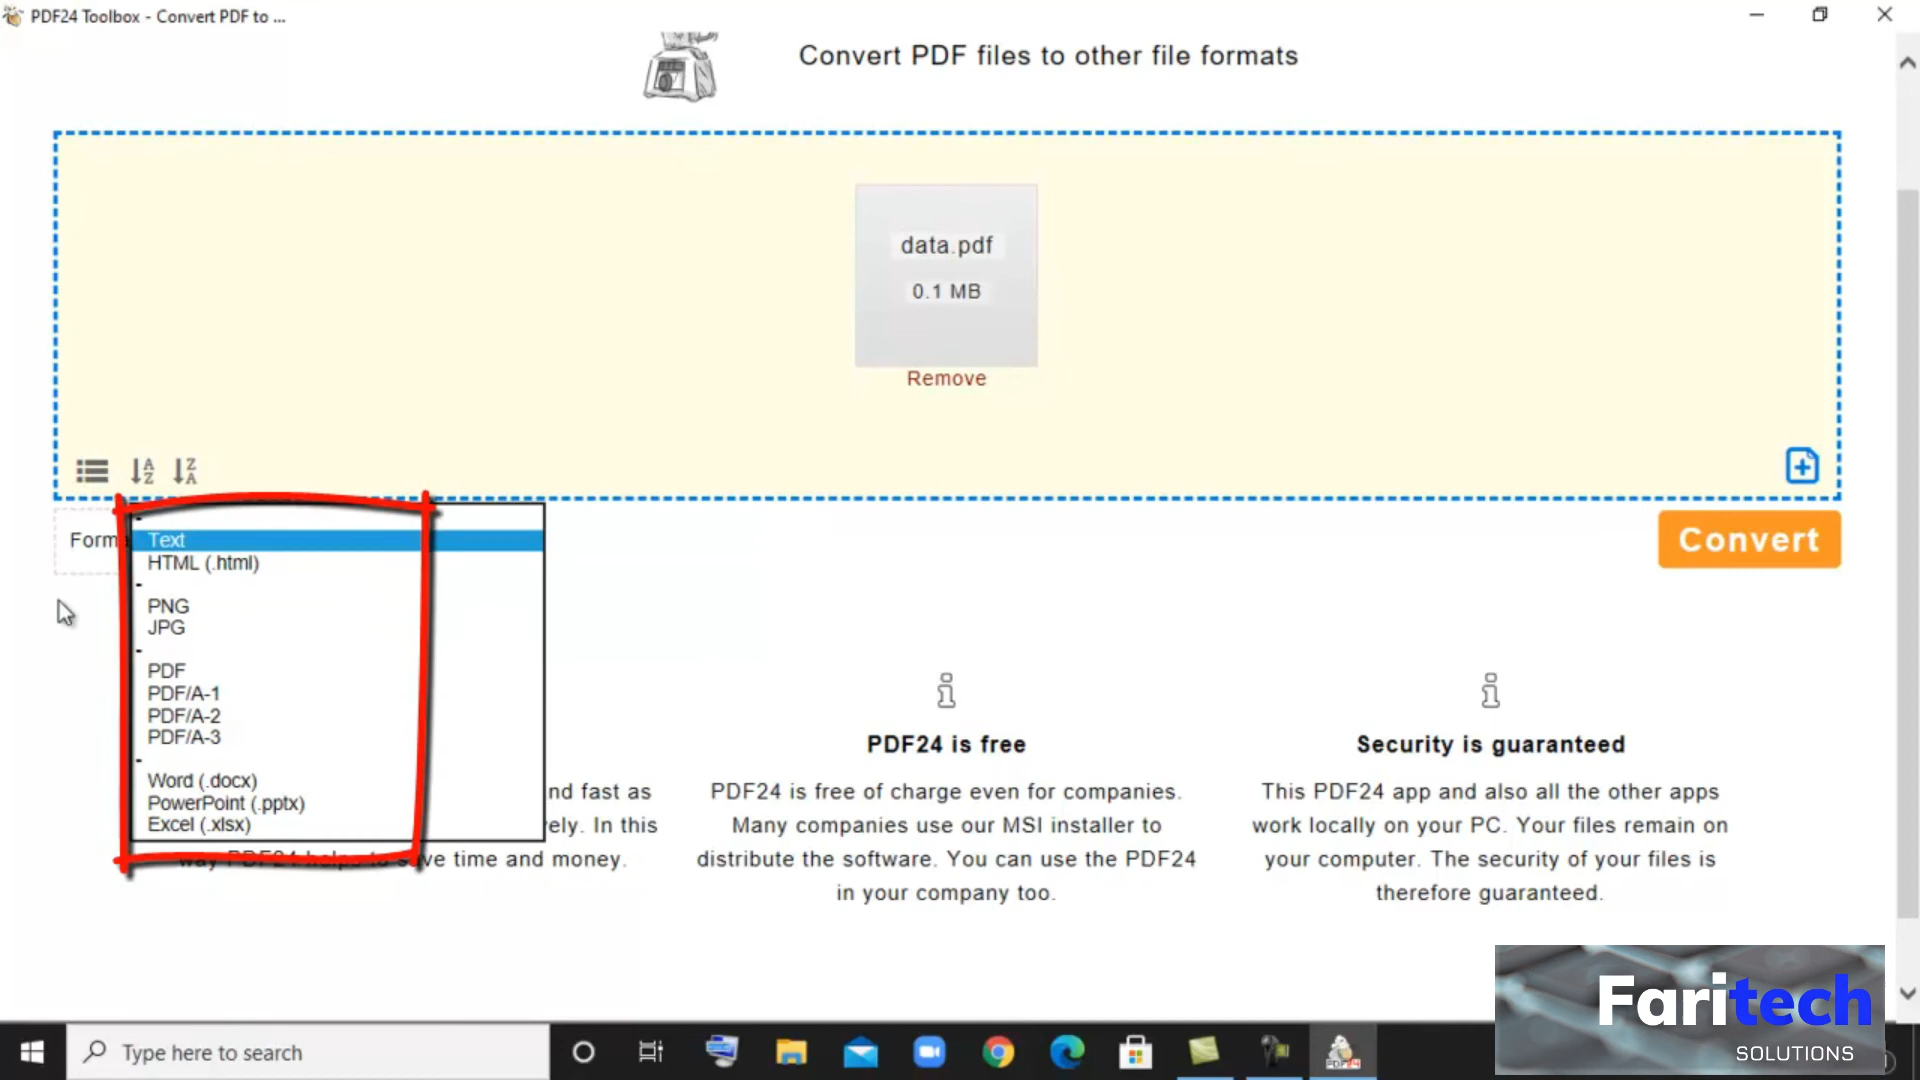 PDF24 Toolbox - Convert PDF to ...
Convert PDF files to other file formats
data.pdf
0.1 MB
Remove
A
Z
Z
A
Form
Text
HTML (.html)
-
PNG
JPG
-
PDF
PDF/A-1
PDF/A-2
PDF/A-3
-
Word (.docx)
PowerPoint (.pptx)
Excel (.xlsx)
Convert
nd fast as
ely. In this
way PDF24 helps to save time and money.
PDF24 is free
PDF24 is free of charge even for companies.
Many companies use our MSI installer to
distribute the software. You can use the PDF24
in your company too.
Security is guaranteed
This PDF24 app and also all the other apps
work locally on your PC. Your files remain on
your computer. The security of your files is
therefore guaranteed.
Faritech
SOLUTIONS
Type here to search
PDF24